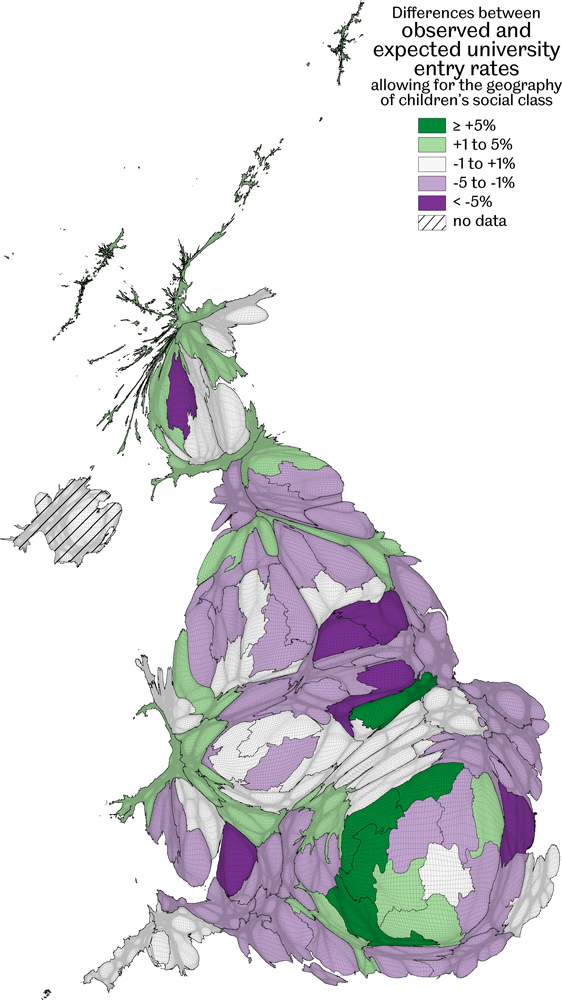 Differences between
observed and
expected university
entry rates
allowing for the geography
of children's social class
≥ +5%
+1 to 5%
-1 to +1%
-5 to -1%
< -5%
no data